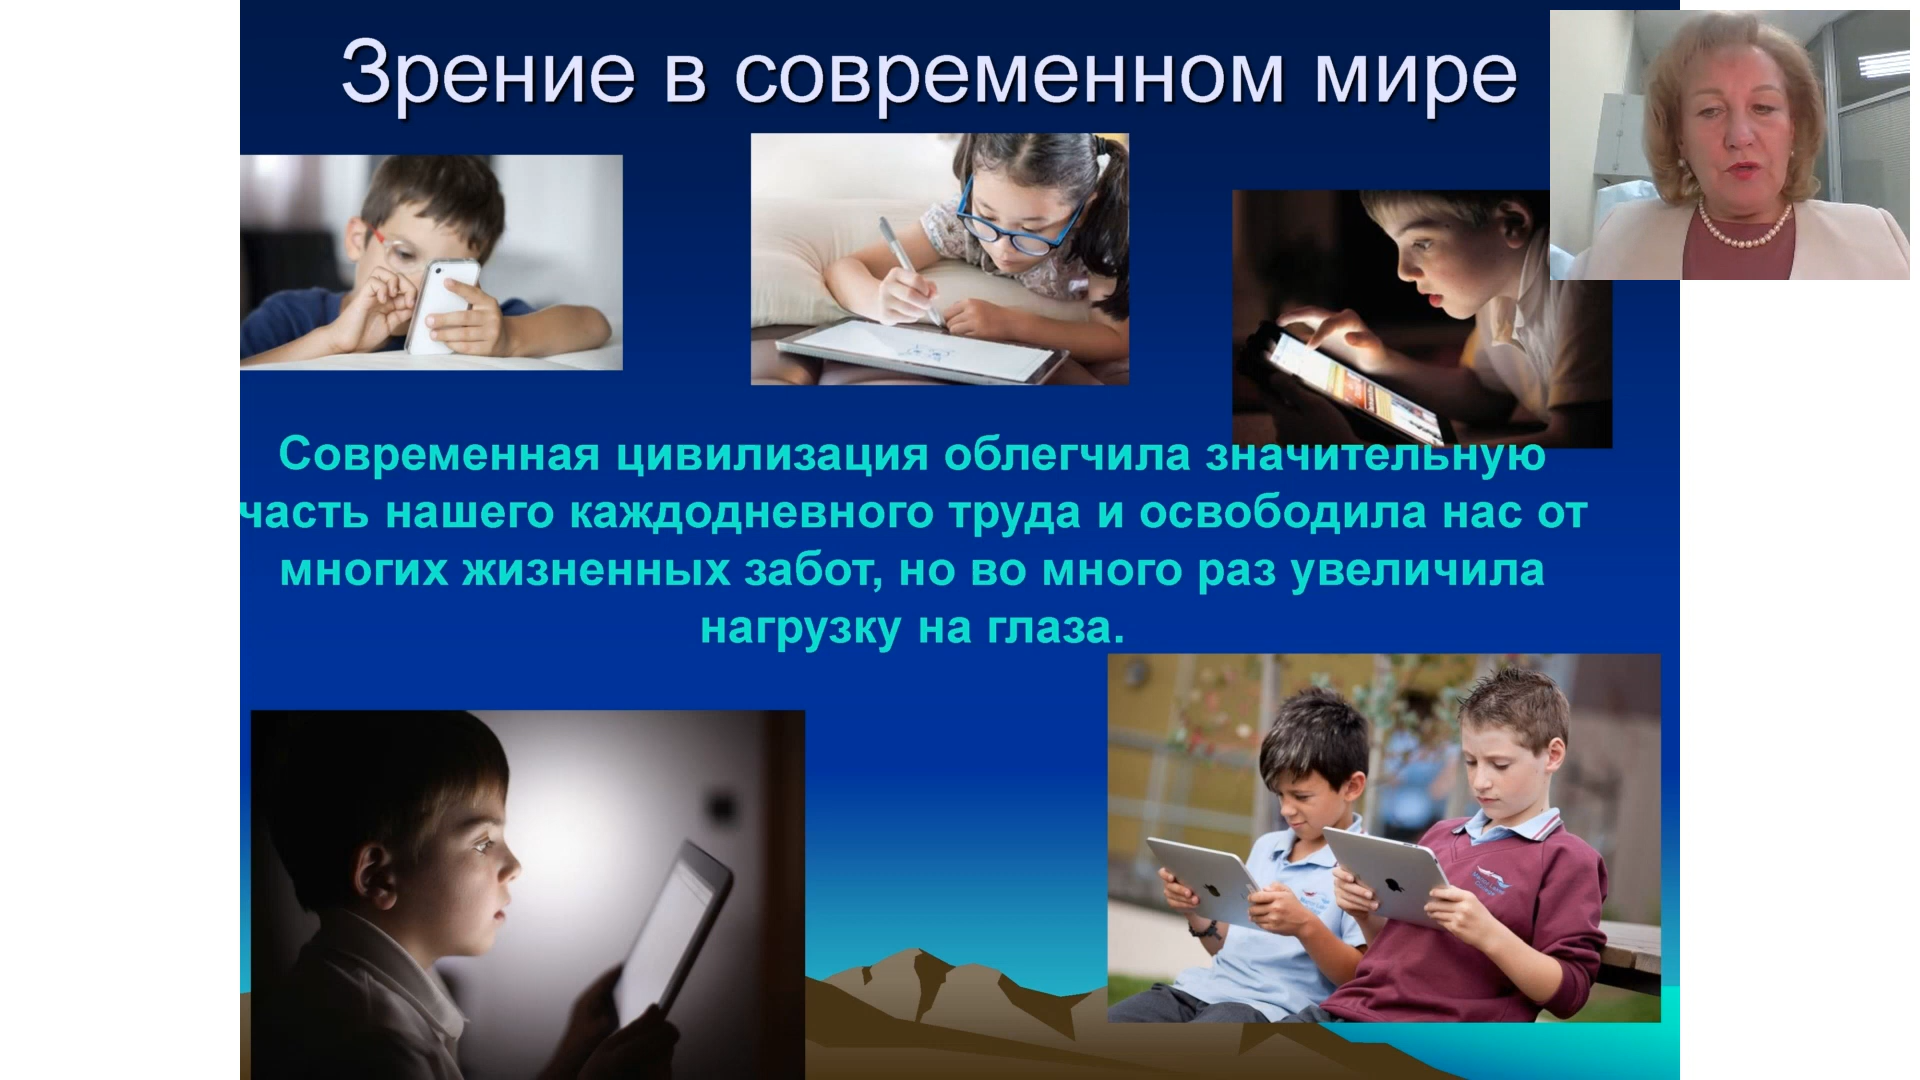 Зрение в современном мире
Современная цивилизация облегчила значительную
часть нашего каждодневного труда и освободила нас от
многих жизненных забот, но во много раз увеличила
нагрузку на глаза.